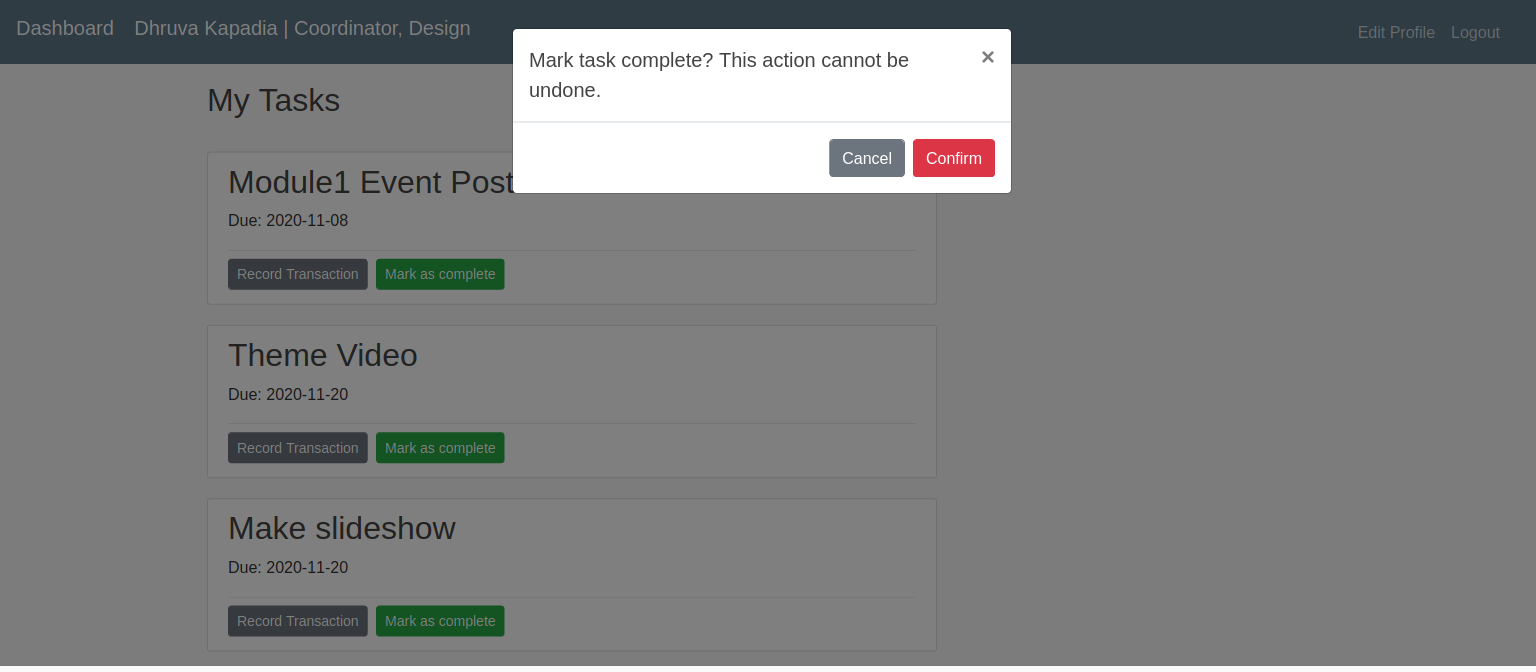 Dashboard Dhruva Kapadia | Coordinator, Design
Edit Profile Logout
Mark task complete? This action cannot be
undone.
×
Cancel Confirm
My Tasks
Module1 Event Post
Due: 2020-11-08
Record Transaction Mark as complete
Theme Video
Due: 2020-11-20
Record Transaction Mark as complete
Make slideshow
Due: 2020-11-20
Record Transaction Mark as complete